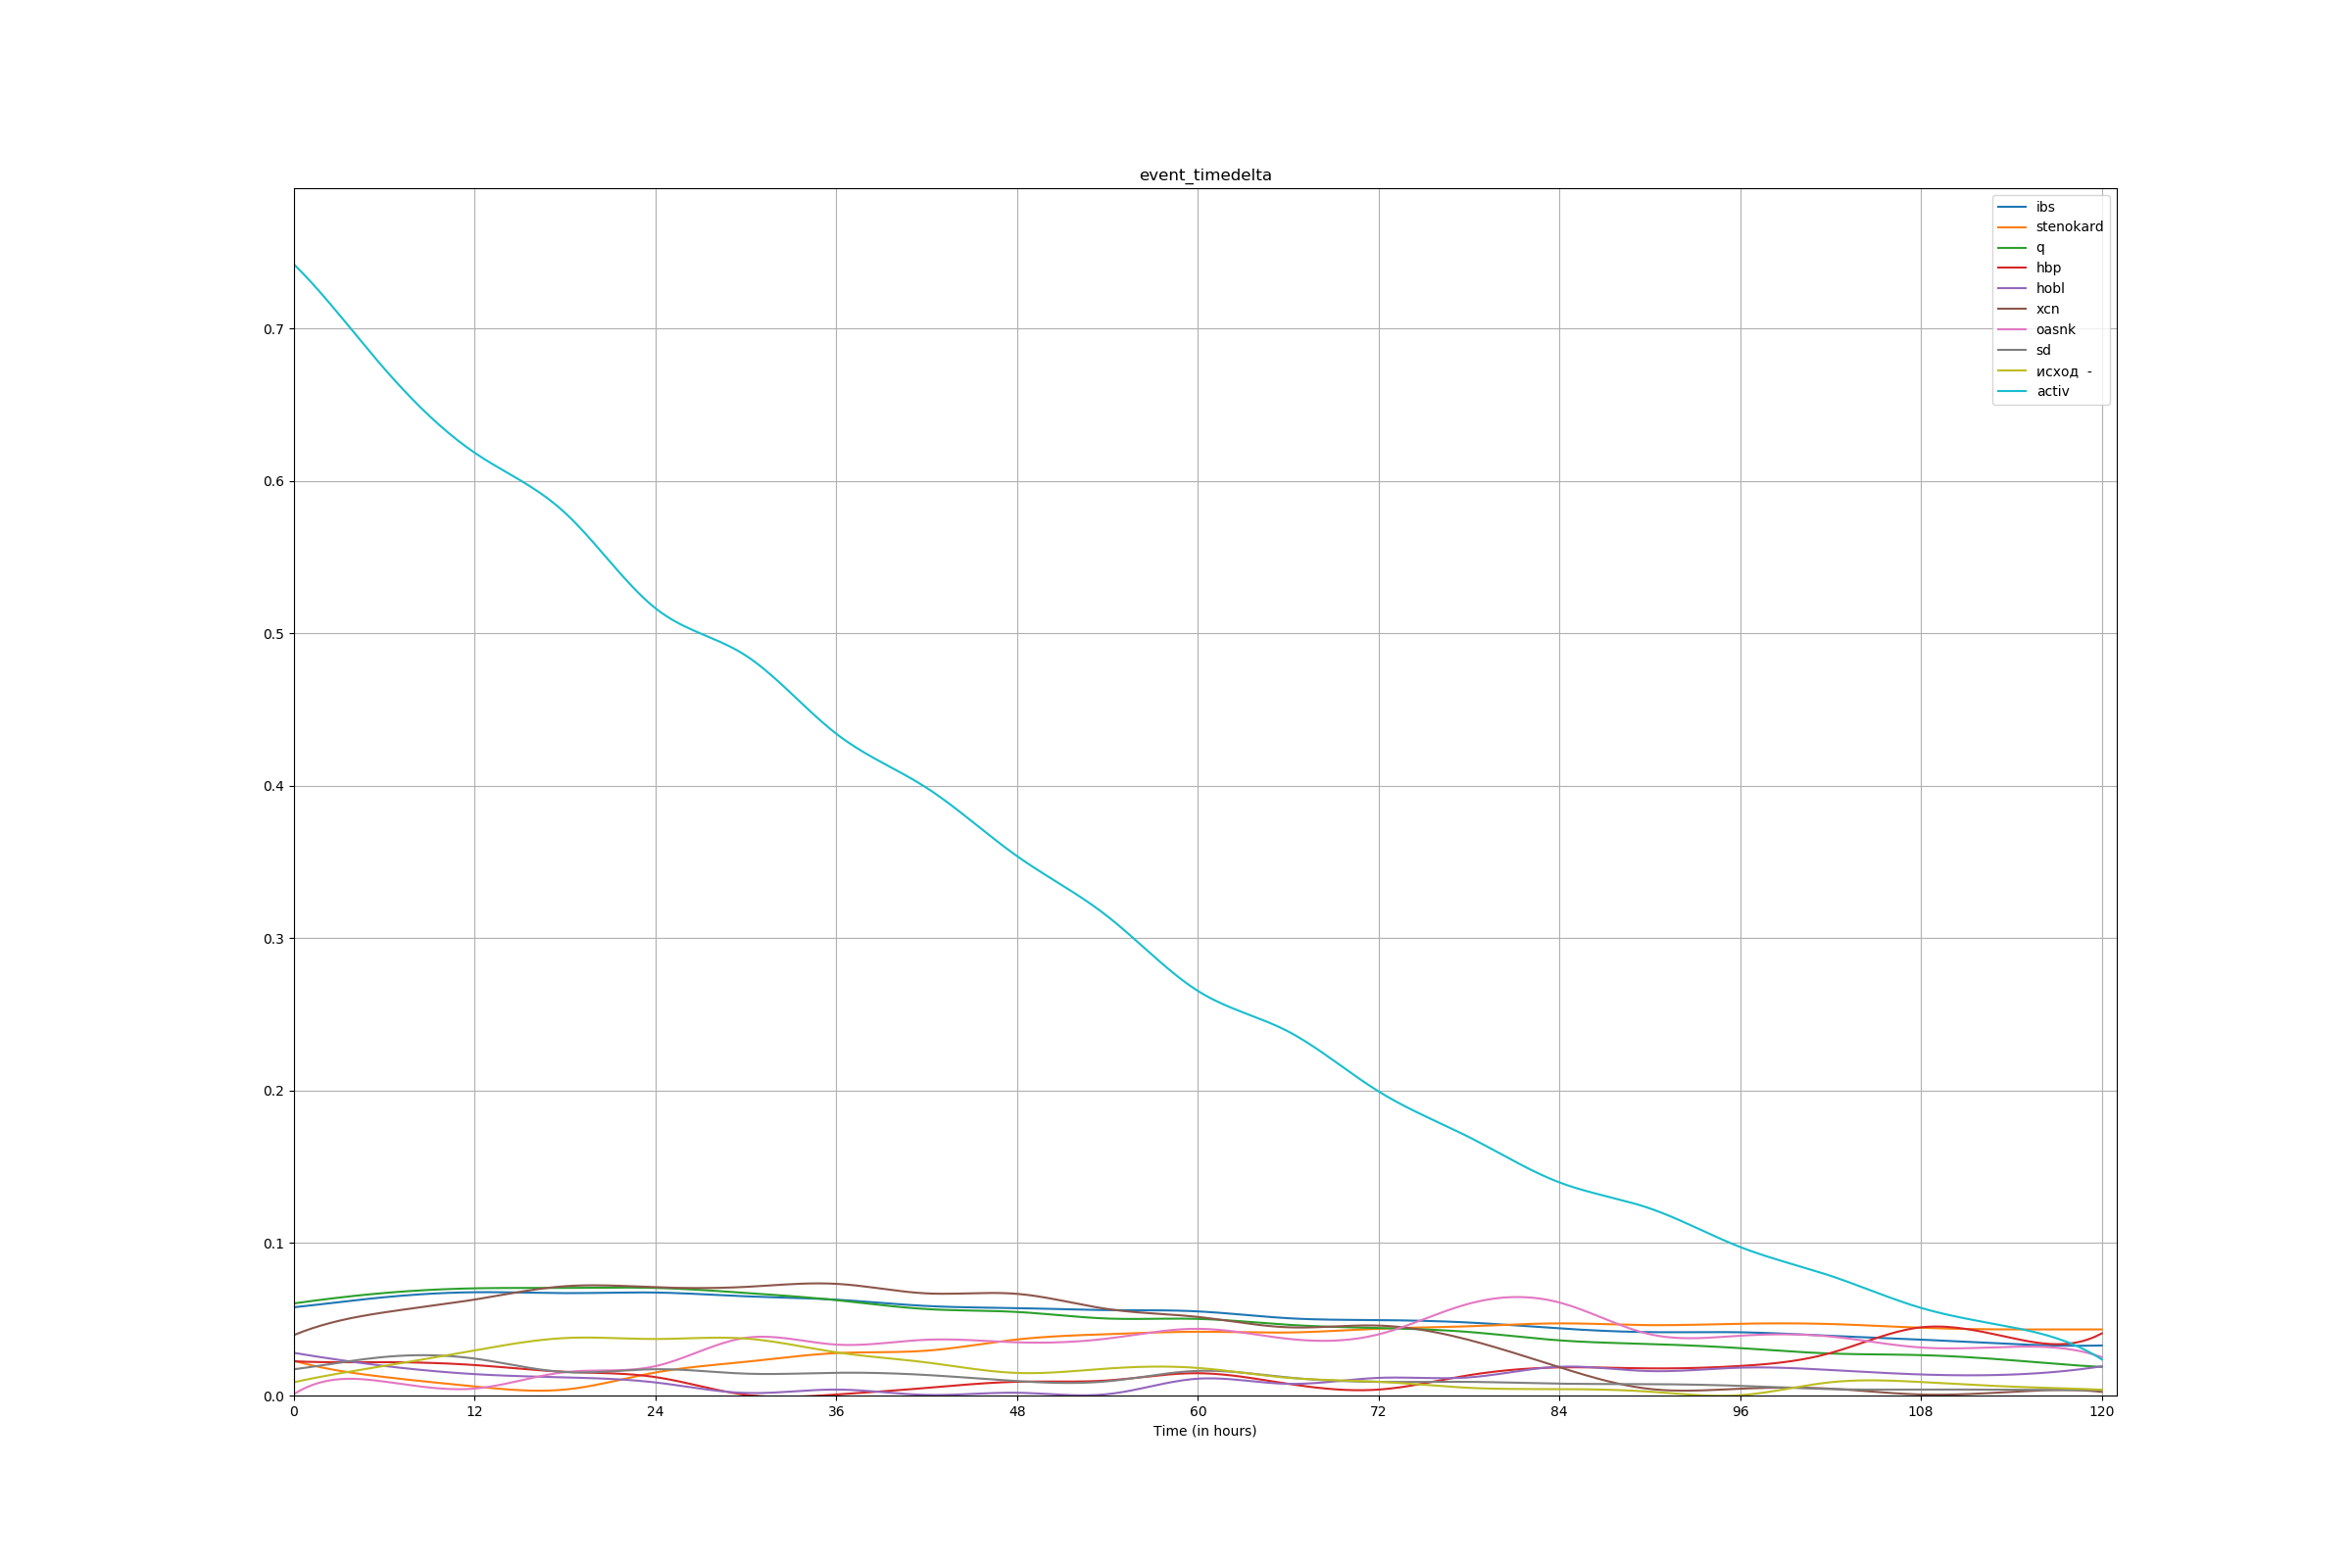 event_timedelta
ibs
stenokard
q
hbp
hobl
xcn
oasnk
sd
исход -
activ
0.7
0.6
0.5
0.4
0.3
0.2
0.1
0.0
0 12 24 36 48 60 72 84 96 108 120
Time (in hours)